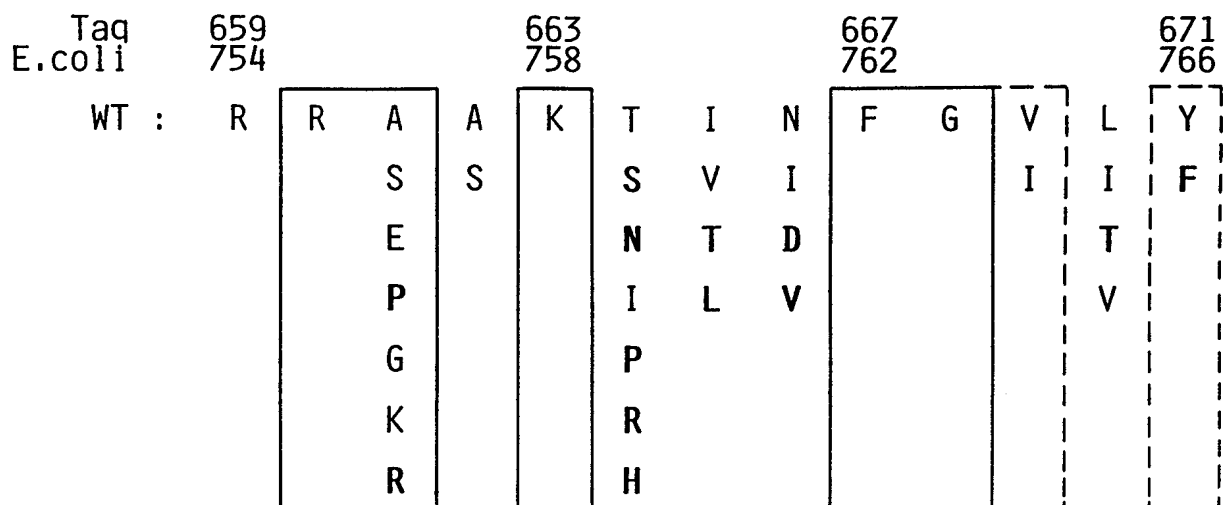 Taq 659 663 667 671
E.coli 754 758 762 766
WT : R R A A K T I N F G V L Y
S S S V I I I F
E N T D T
P I L V V
G P
K R
R H